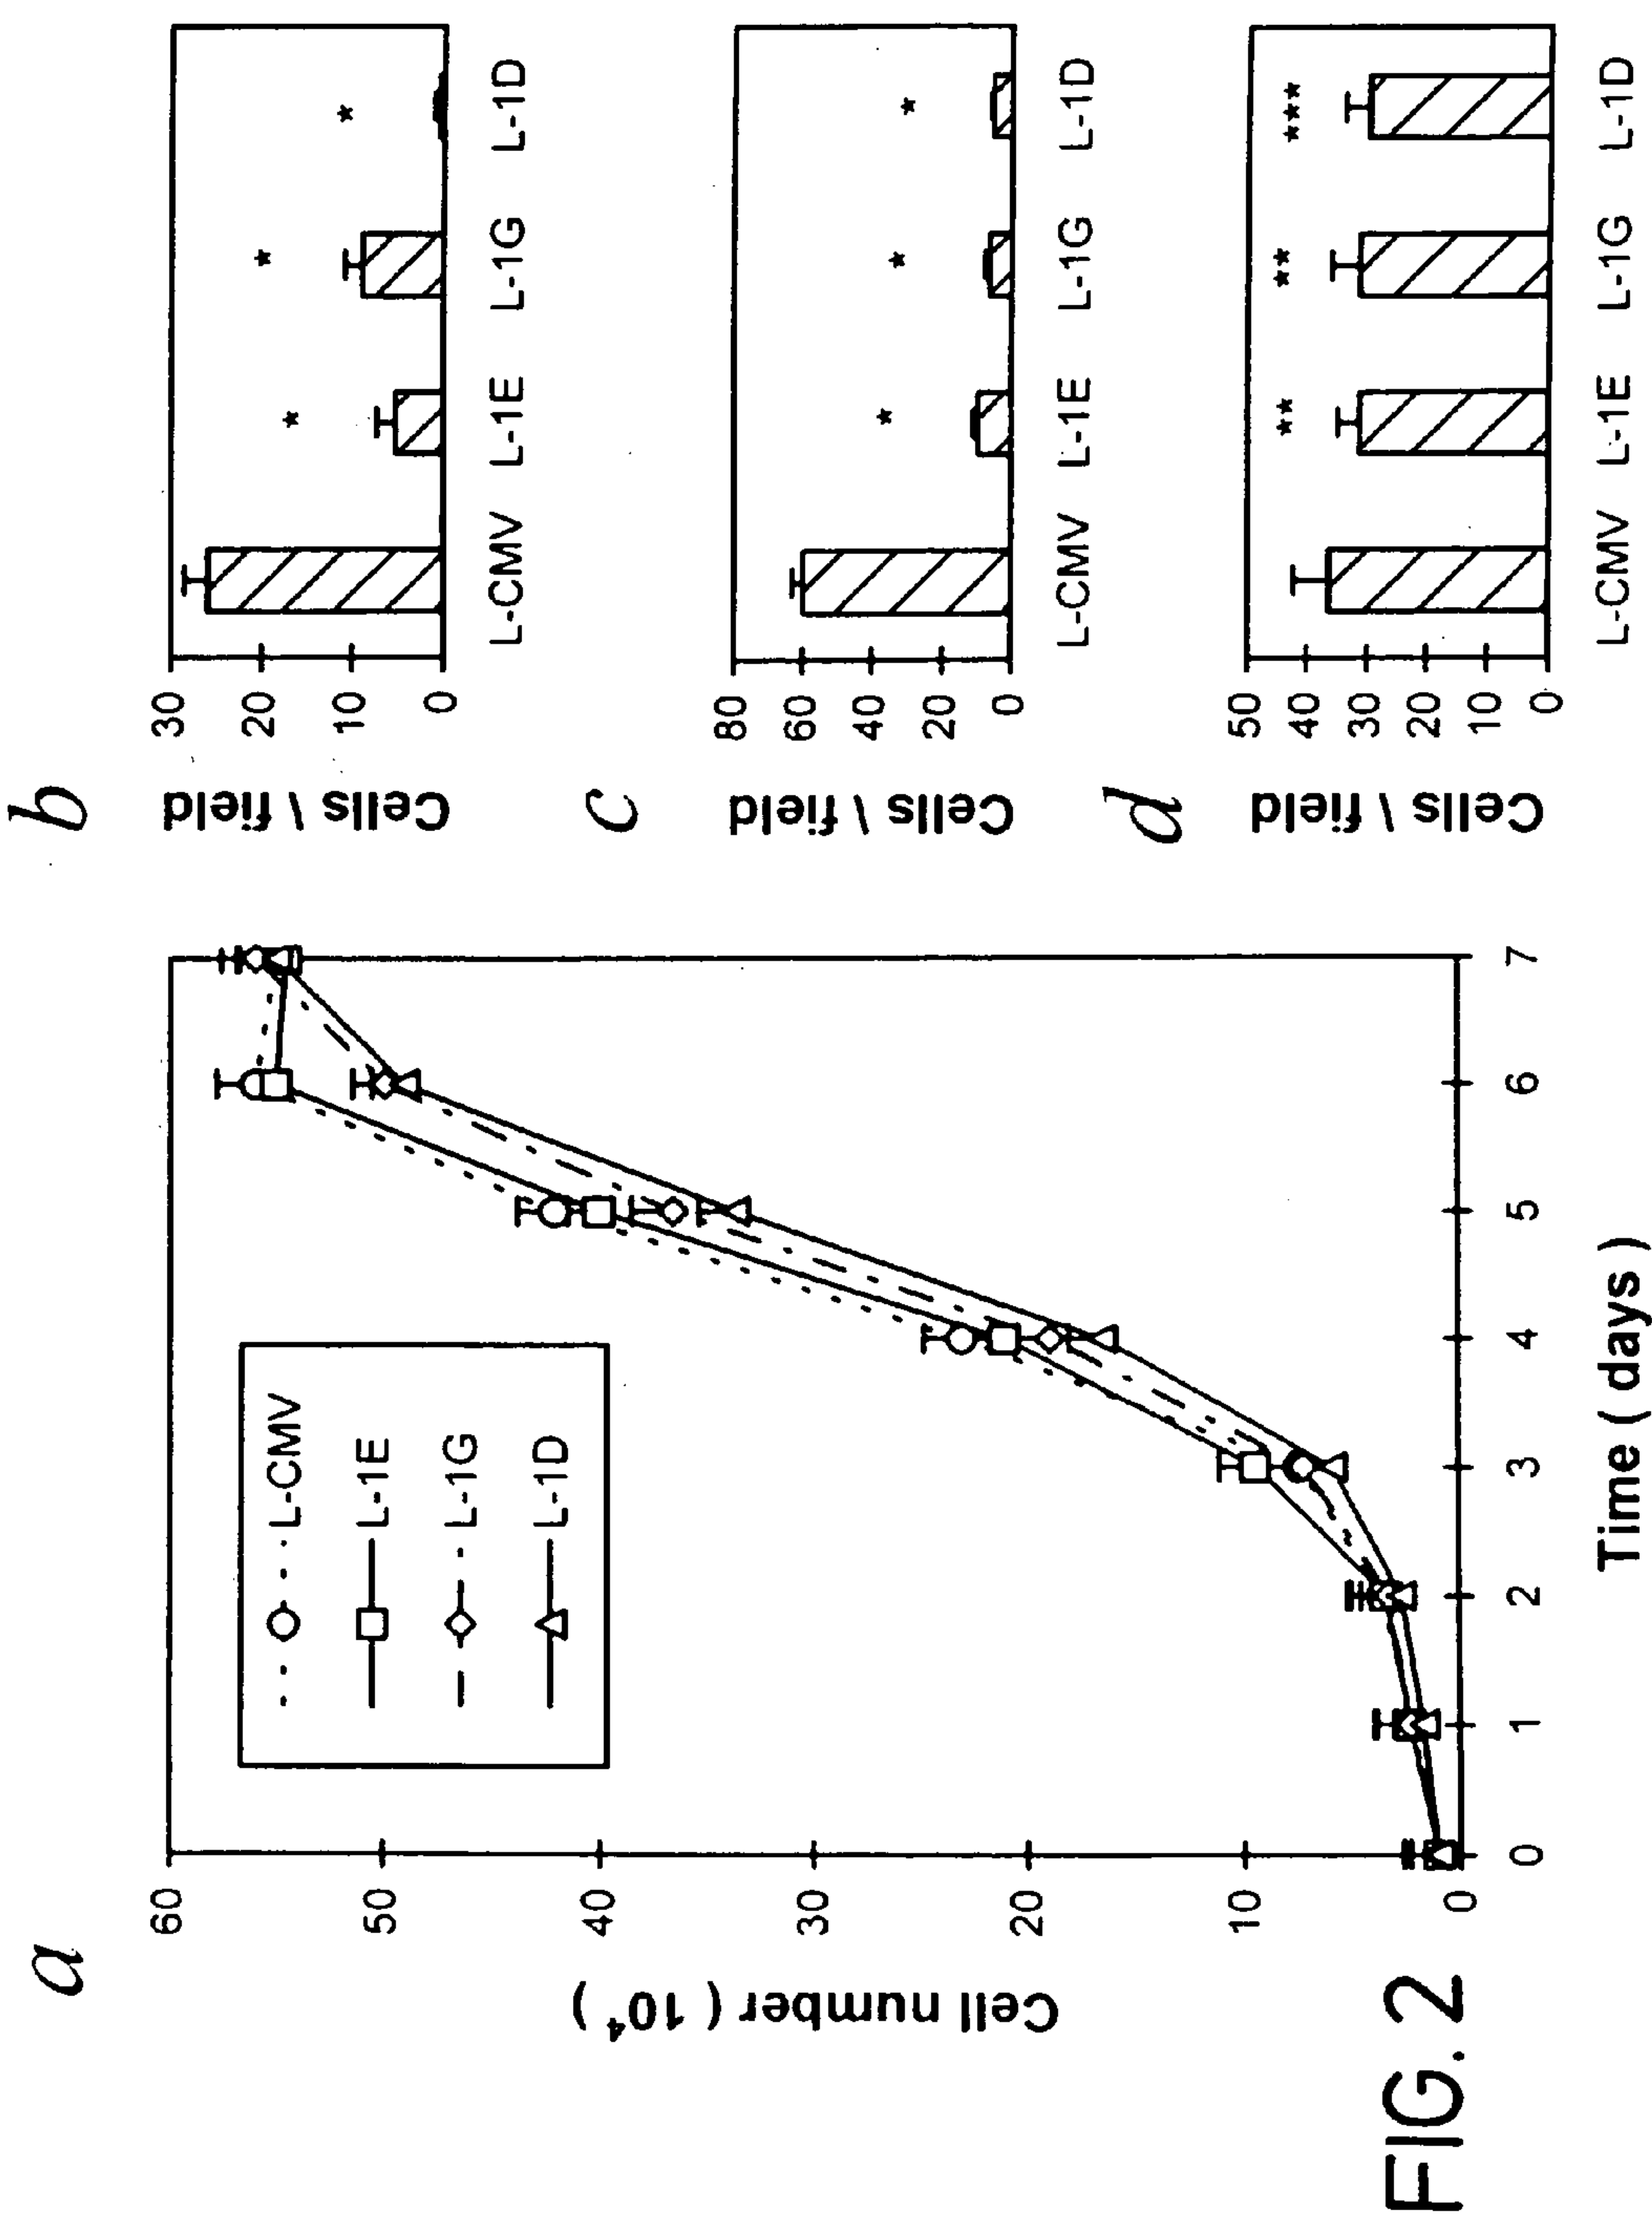 a
Cell number ( 10⁴ )
60
50
40
30
20
10
0
L-CMV
L-1E
L-1G
L-1D
0 1 2 3 4 5 6 7
Time ( days )
b
Cells \ field
30
20
10
0
* * *
L-CMV L-1E L-1G L-1D
c
Cells \ field
80
60
40
20
0
* * *
L-CMV L-1E L-1G L-1D
d
Cells \ field
50
40
30
20
10
0
** ** ***
L-CMV L-1E L-1G L-1D
FIG. 2